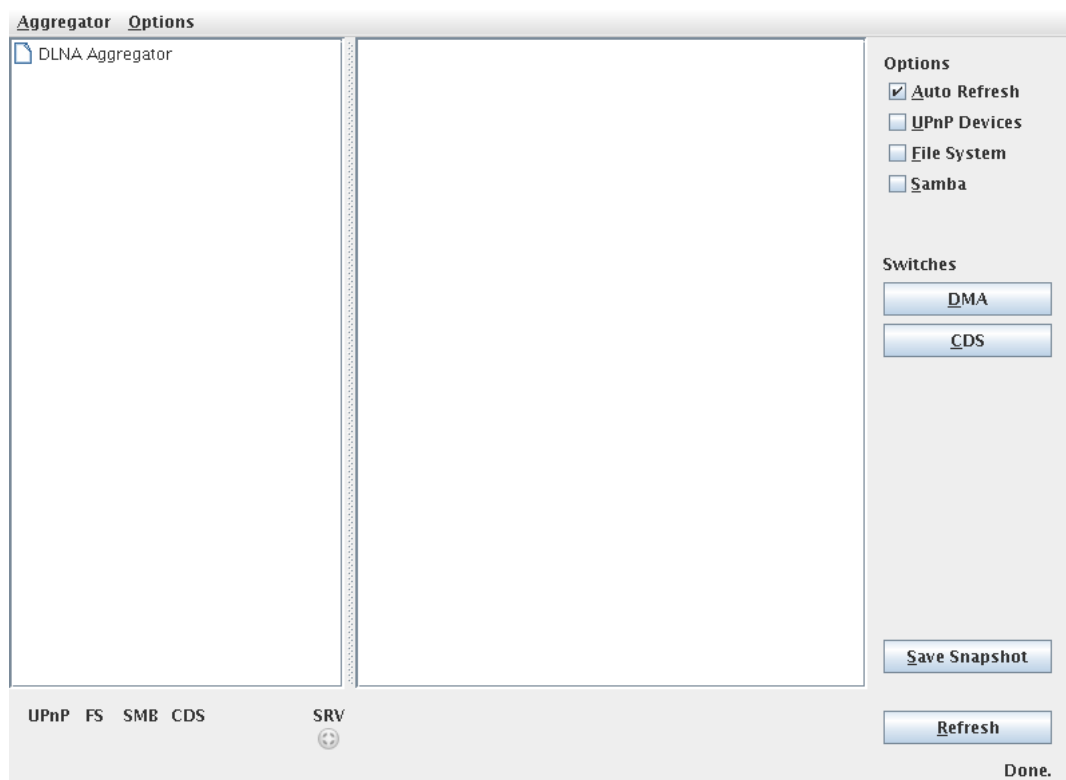 Aggregator Options
DLNA Aggregator
Options
Auto Refresh
UPnP Devices
File System
Samba
Switches
DMA
CDS
Save Snapshot
UPnP FS SMB CDS SRV
Refresh
Done.